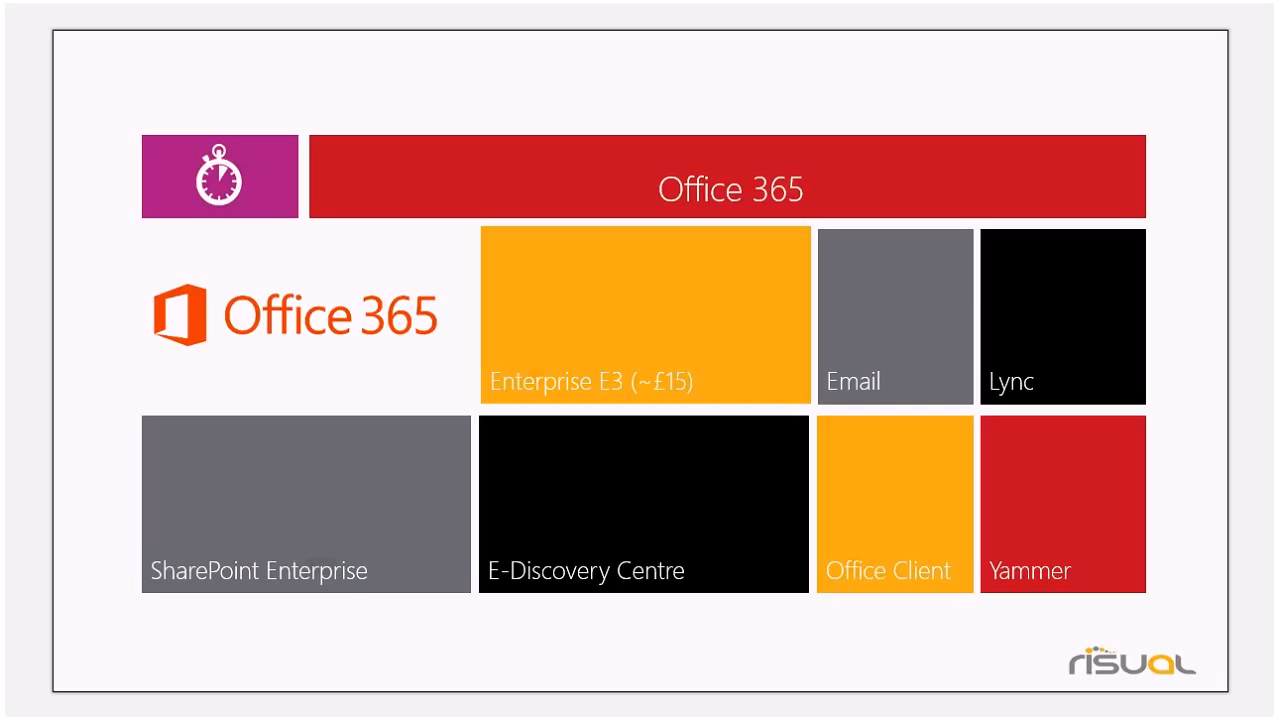 Office 365
Office 365
Enterprise E3 (~£15)
Email
Lync
SharePoint Enterprise
E-Discovery Centre
Office Client
Yammer
risual